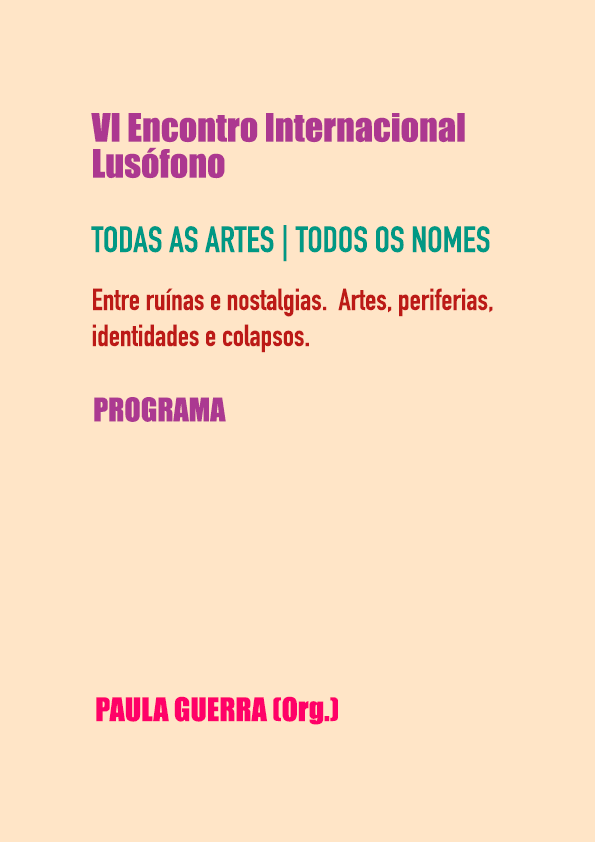 VI Encontro Internacional
Lusófono
TODAS AS ARTES | TODOS OS NOMES
Entre ruínas e nostalgias. Artes, periferias,
identidades e colapsos.
PROGRAMA
PAULA GUERRA (Org.)